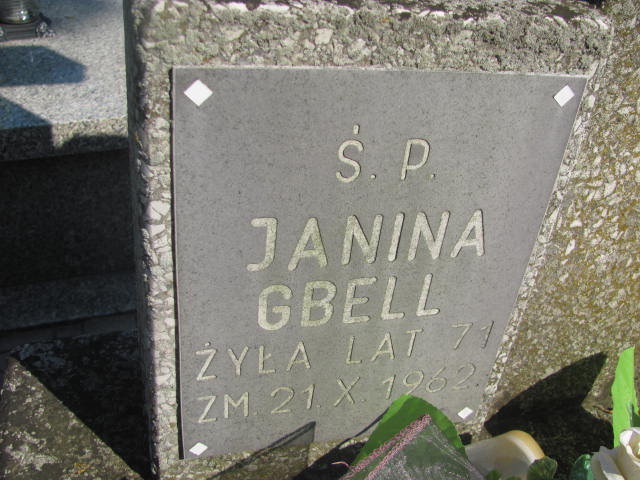 Ś. P.
JANINA
GBELL
ŻYŁA LAT 71
ZM. 21. X. 1962.